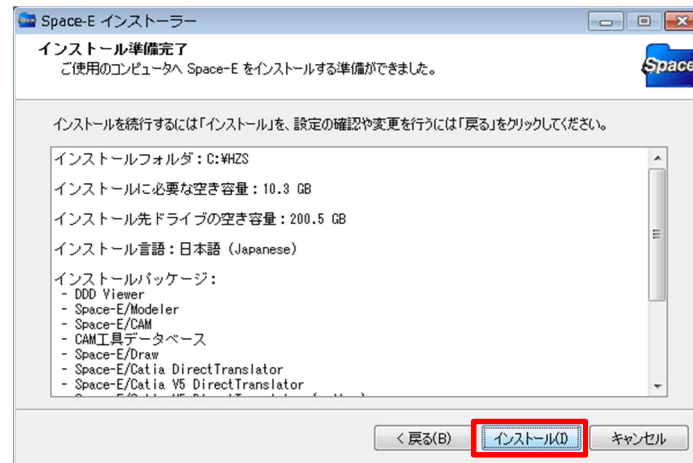 Space-E インストーラー
インストール準備完了
ご使用のコンピュータへ Space-E をインストールする準備ができました。
Space
インストールを続行するには「インストール」を、設定の確認や変更を行うには「戻る」をクリックしてください。
インストールフォルダ：C:¥HZS
インストールに必要な空き容量：10.3 GB
インストール先ドライブの空き容量：200.5 GB
インストール言語：日本語 (Japanese)
インストールパッケージ：
- DDD Viewer
- Space-E/Modeler
- Space-E/CAM
- CAM工具データベース
- Space-E/Draw
- Space-E/Catia DirectTranslator
- Space-E/Catia V5 DirectTranslator
< 戻る(B)
インストール(I)
キャンセル